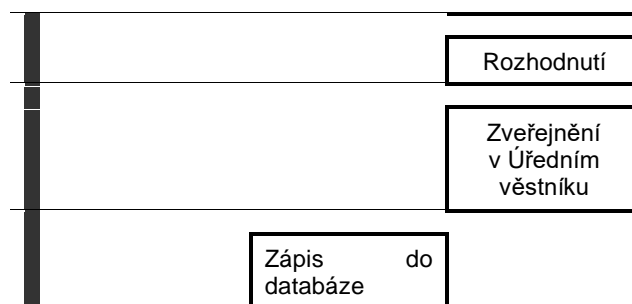 Rozhodnutí
Zveřejnění
v Úředním
věstníku
Zápis do
databáze